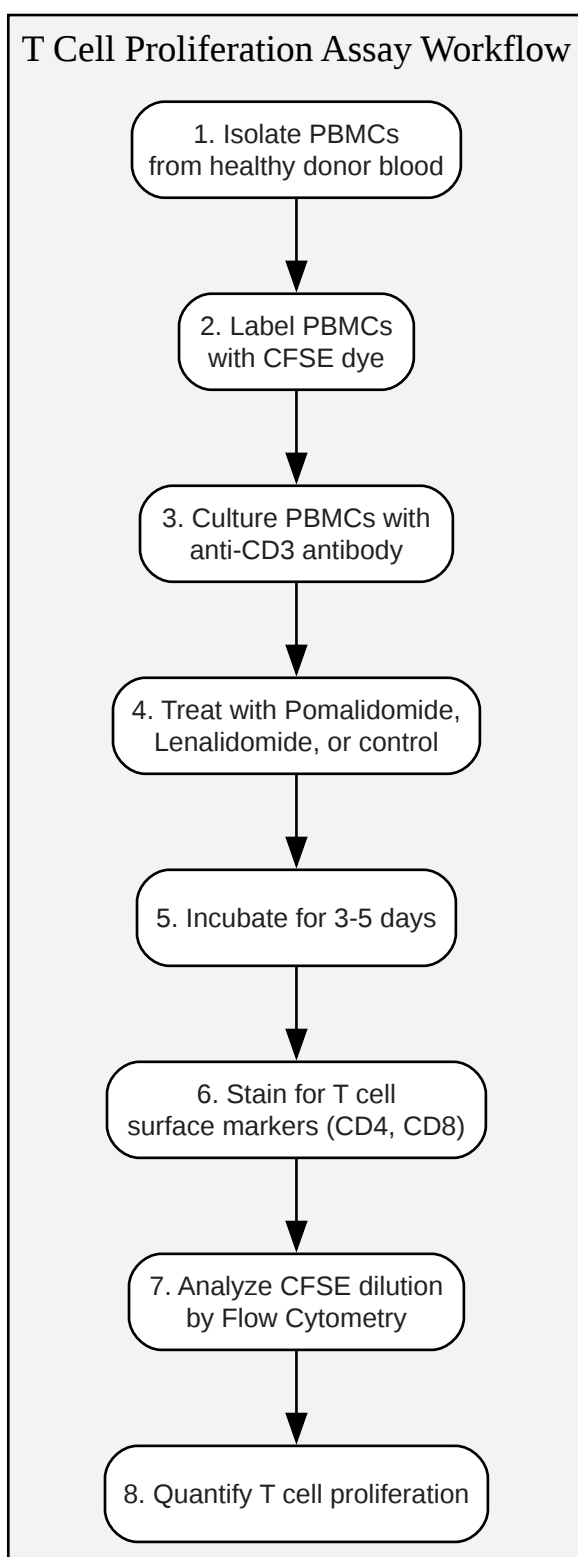 T Cell Proliferation Assay Workflow
1. Isolate PBMCs
from healthy donor blood
2. Label PBMCs
with CFSE dye
3. Culture PBMCs with
anti-CD3 antibody
4. Treat with Pomalidomide,
Lenalidomide, or control
5. Incubate for 3-5 days
6. Stain for T cell
surface markers (CD4, CD8)
7. Analyze CFSE dilution
by Flow Cytometry
8. Quantify T cell proliferation